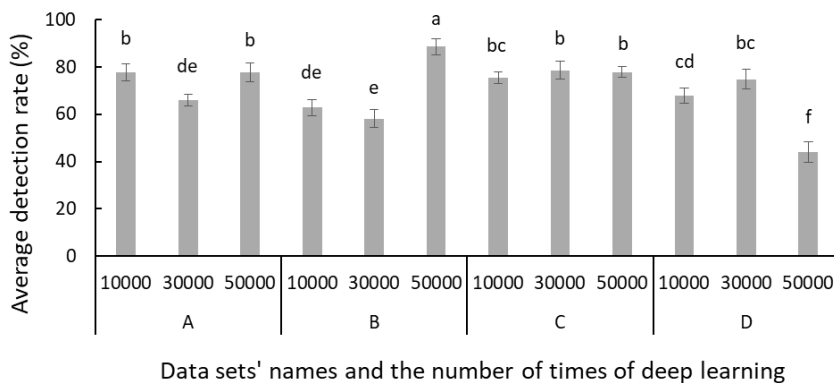 Average detection rate (%)
100
80
60
40
20
0
b
de
b
de
e
a
bc
b
b
cd
bc
f
10000 30000 50000 10000 30000 50000 10000 30000 50000 10000 30000 50000
A B C D
Data sets' names and the number of times of deep learning